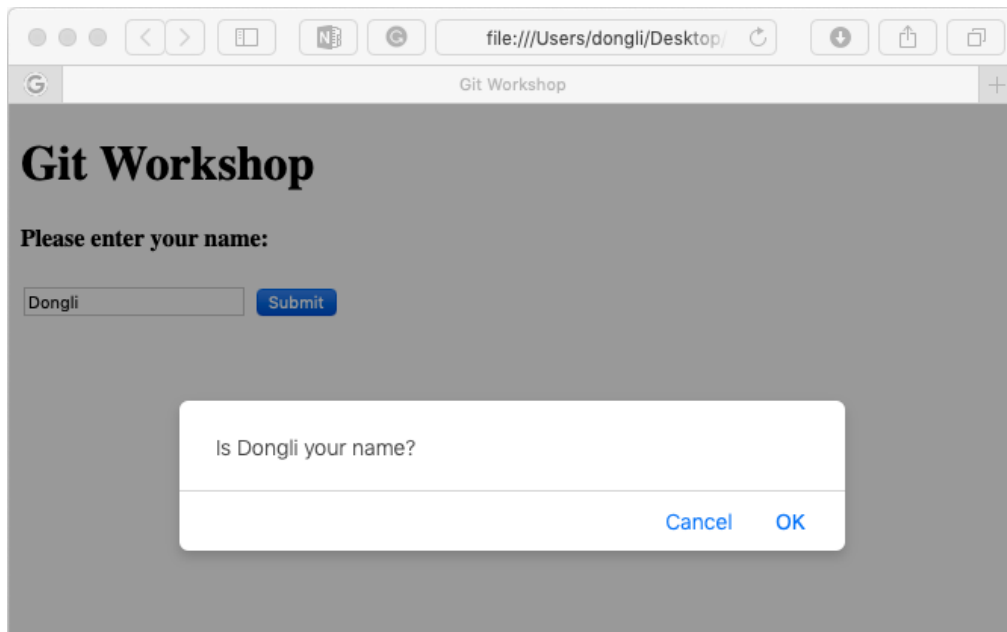 file:///Users/dongli/Desktop/
Git Workshop
Git Workshop
Please enter your name:
Dongli Submit
Is Dongli your name?
Cancel OK